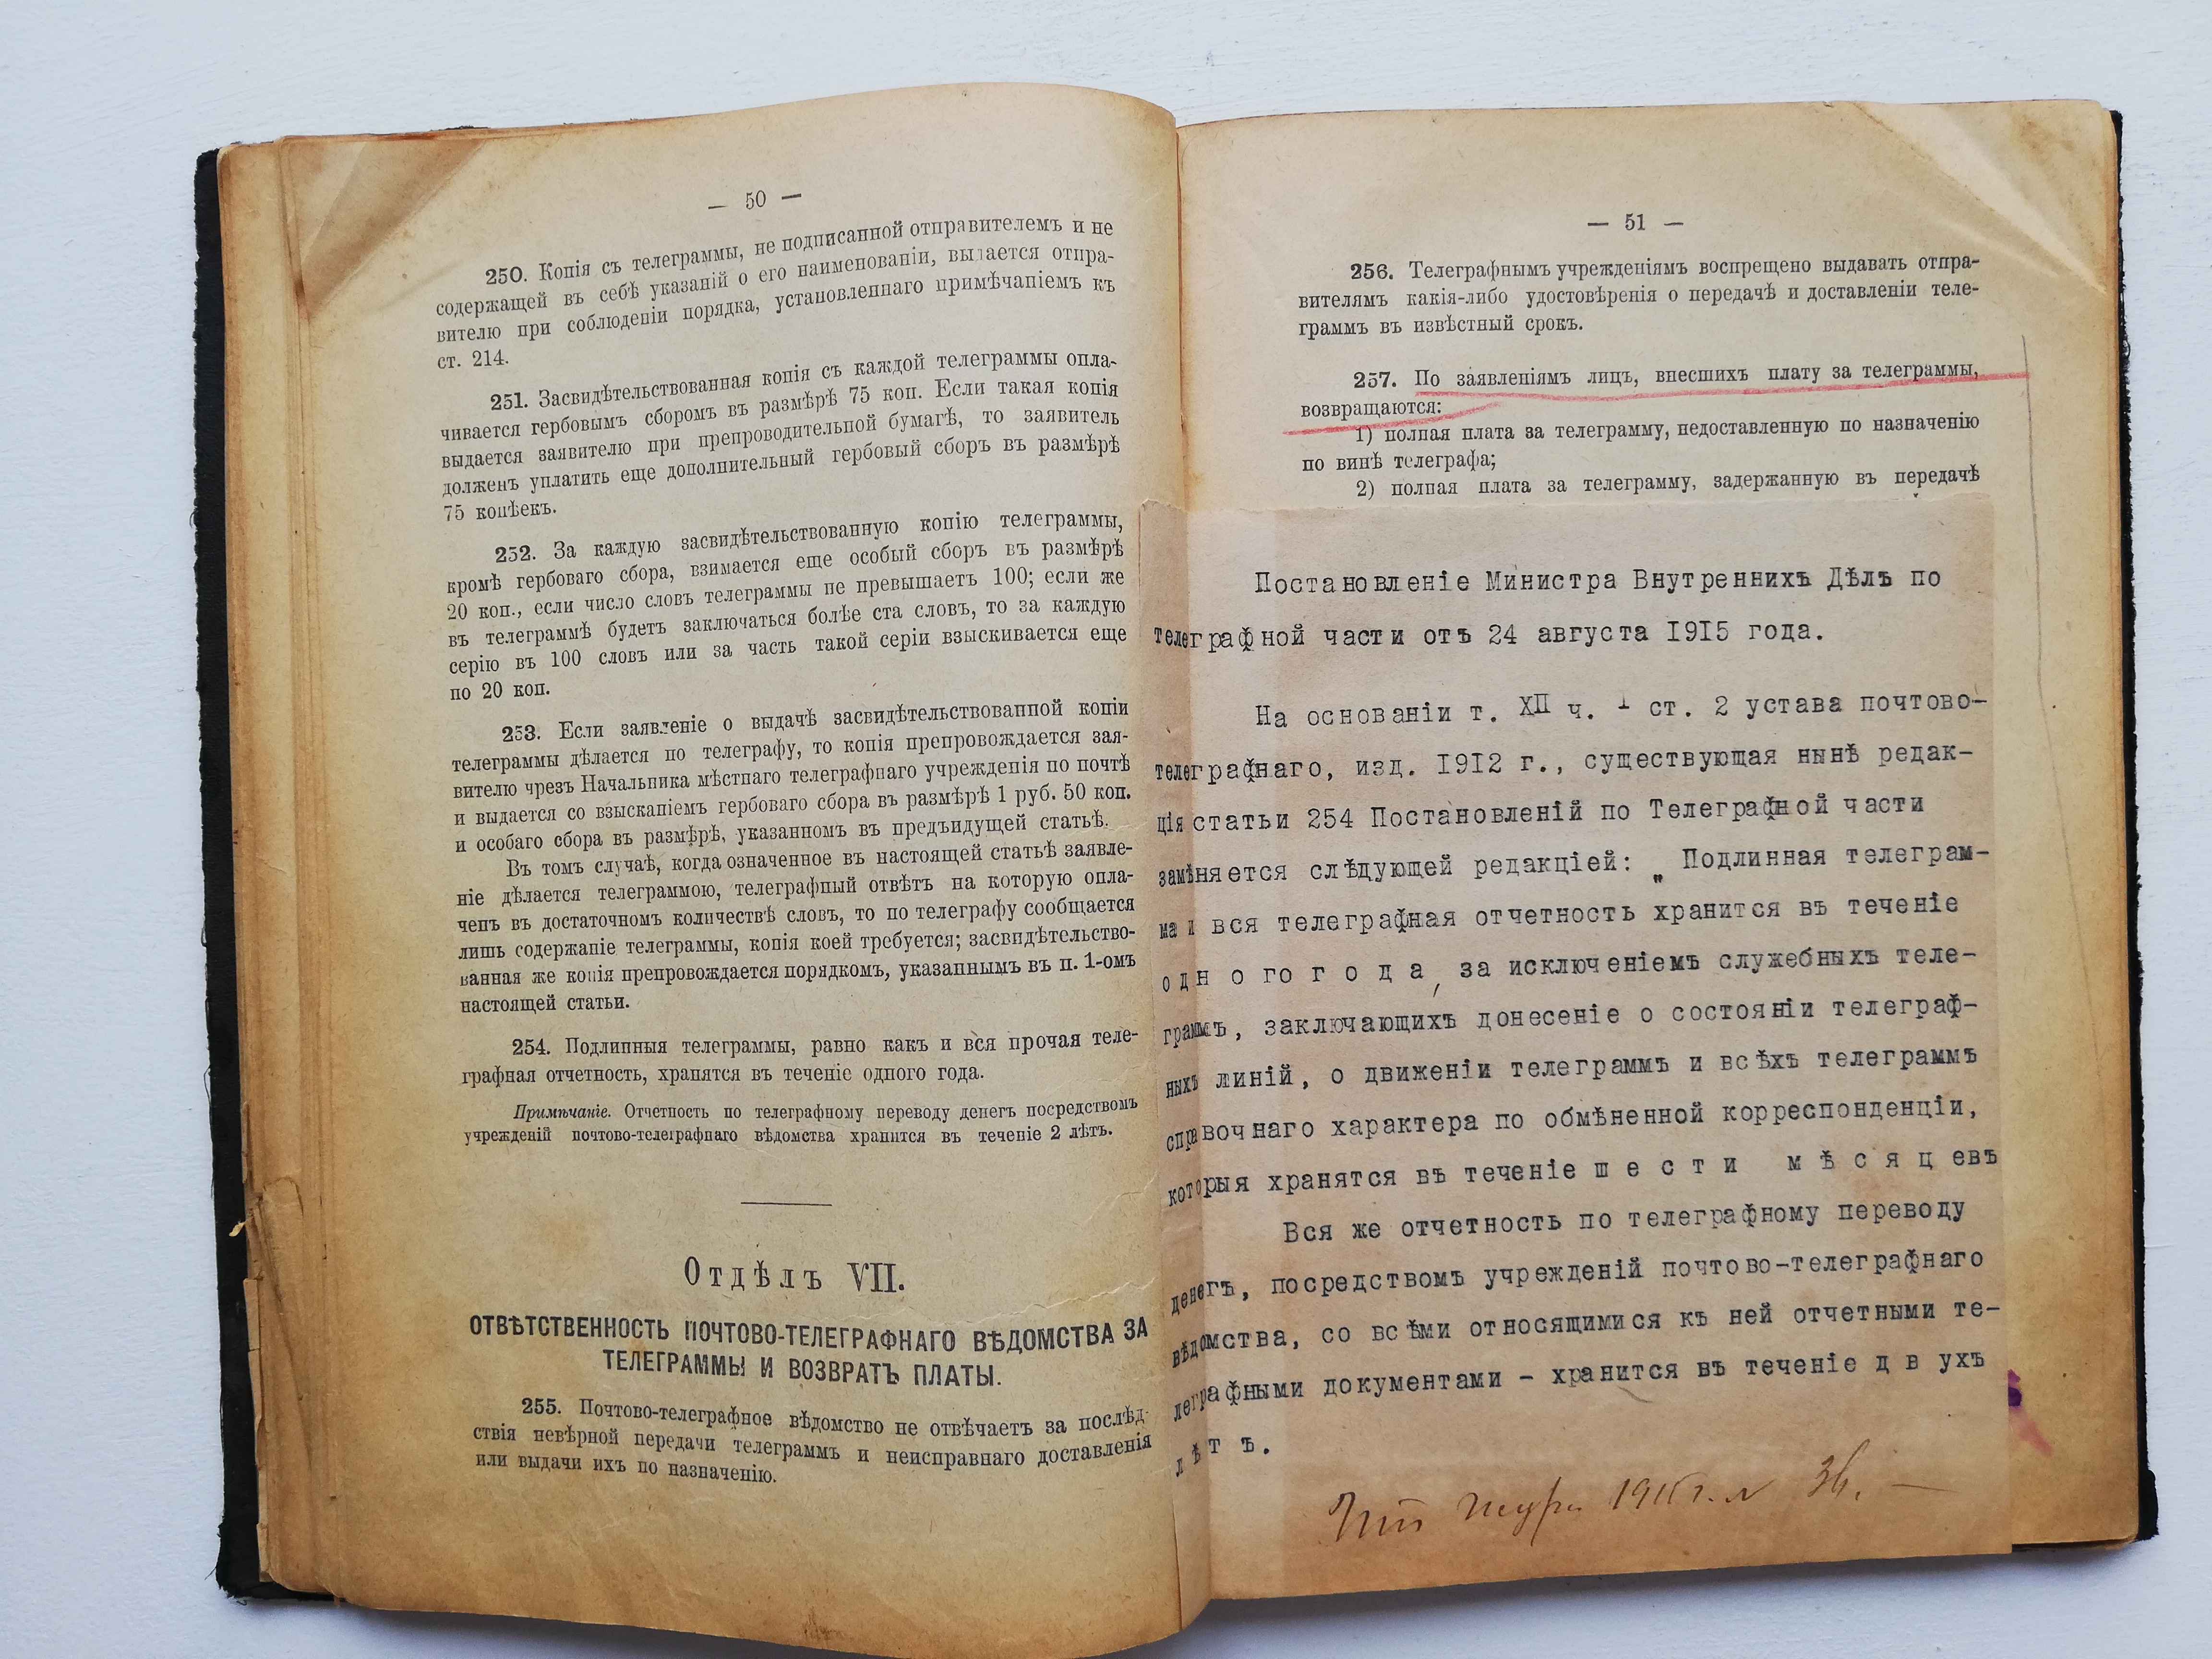 — 50 —
250. Копія съ телеграммы, не подписанной отправителемъ и не
содержащей въ себѣ указаній о его наименованіи, выдается отпра-
вителю при соблюденіи порядка, установленнаго примѣчаніемъ къ
ст. 214.
251. Засвидѣтельствованная копія съ каждой телеграммы опла-
чивается гербовымъ сборомъ въ размѣрѣ 75 коп. Если такая копія
выдается заявителю при препроводительной бумагѣ, то заявитель
долженъ уплатить еще дополнительный гербовый сборъ въ размѣрѣ
75 копѣекъ.
252. За каждую засвидѣтельствованную копію телеграммы,
кромѣ гербоваго сбора, взимается еще особый сборъ въ размѣрѣ
20 коп., если число словъ телеграммы не превышаетъ 100; если же
въ телеграммѣ будетъ заключаться болѣе ста словъ, то за каждую
серію въ 100 словъ или за часть такой серіи взыскивается еще
по 20 коп.
253. Если заявленіе о выдачѣ засвидѣтельствованной копіи
телеграммы дѣлается по телеграфу, то копія препровождается зая-
вителю чрезъ Начальника мѣстнаго телеграфнаго учрежденія по почтѣ
и выдается со взысканіемъ гербоваго сбора въ размѣрѣ 1 руб. 50 коп.
и особаго сбора въ размѣрѣ, указанномъ въ предъидущей статьѣ.
Въ томъ случаѣ, когда означенное въ настоящей статьѣ заявле-
ніе дѣлается телеграммою, телеграфный отвѣтъ на которую опла-
ченъ въ достаточномъ количествѣ словъ, то по телеграфу сообщается
лишь содержаніе телеграммы, копія коей требуется; засвидѣтельство-
ванная же копія препровождается порядкомъ, указаннымъ въ п. 1-омъ
настоящей статьи.
254. Подлинныя телеграммы, равно какъ и вся прочая теле-
графная отчетность, хранятся въ теченіе одного года.
Примѣчаніе. Отчетность по телеграфному переводу денегъ посредствомъ
учрежденій почтово-телеграфнаго вѣдомства хранится въ теченіе 2 лѣтъ.
Отдѣлъ VII.
ОТВѢТСТВЕННОСТЬ ПОЧТОВО-ТЕЛЕГРАФНАГО ВѢДОМСТВА ЗА
ТЕЛЕГРАММЫ И ВОЗВРАТЪ ПЛАТЫ.
255. Почтово-телеграфное вѣдомство не отвѣчаетъ за послѣд-
ствія невѣрной передачи телеграммъ и неисправнаго доставленія
или выдачи ихъ по назначенію.
— 51 —
256. Телеграфнымъ учрежденіямъ воспрещено выдавать отпра-
вителямъ какія-либо удостовѣренія о передачѣ и доставленіи теле-
граммъ въ извѣстный срокъ.
257. По заявленіямъ лицъ, внесшихъ плату за телеграммы,
возвращаются:
1) полная плата за телеграмму, недоставленную по назначенію
по винѣ телеграфа;
2) полная плата за телеграмму, задержанную въ передачѣ
Постановленіе Министра Внутреннихъ Дѣлъ по
телеграфной части отъ 24 августа 1915 года.
На основаніи т. XII ч. I ст. 2 устава почтово-
телеграфнаго, изд. 1912 г., существующая нынѣ редак-
ція статьи 254 Постановленій по Телеграфной части
замѣняется слѣдующей редакціей: „ Подлинная телеграм-
ма и вся телеграфная отчетность хранится въ теченіе
о д н о г о г о д а , за исключеніемъ служебныхъ теле-
граммъ, заключающихъ донесеніе о состояніи телеграф-
ныхъ линій, о движеніи телеграммъ и всѣхъ телеграммъ
справочнаго характера по обмѣненной корреспонденціи,
которыя хранятся въ теченіе ш е с т и м ѣ с я ц евъ
Вся же отчетность по телеграфному переводу
денегъ, посредствомъ учрежденій почтово-телеграфнаго
вѣдомства, со всѣми относящимися къ ней отчетными те-
леграфными документами - хранится въ теченіе д в ухъ
л ѣ т ъ.
1915 г. № 36. —